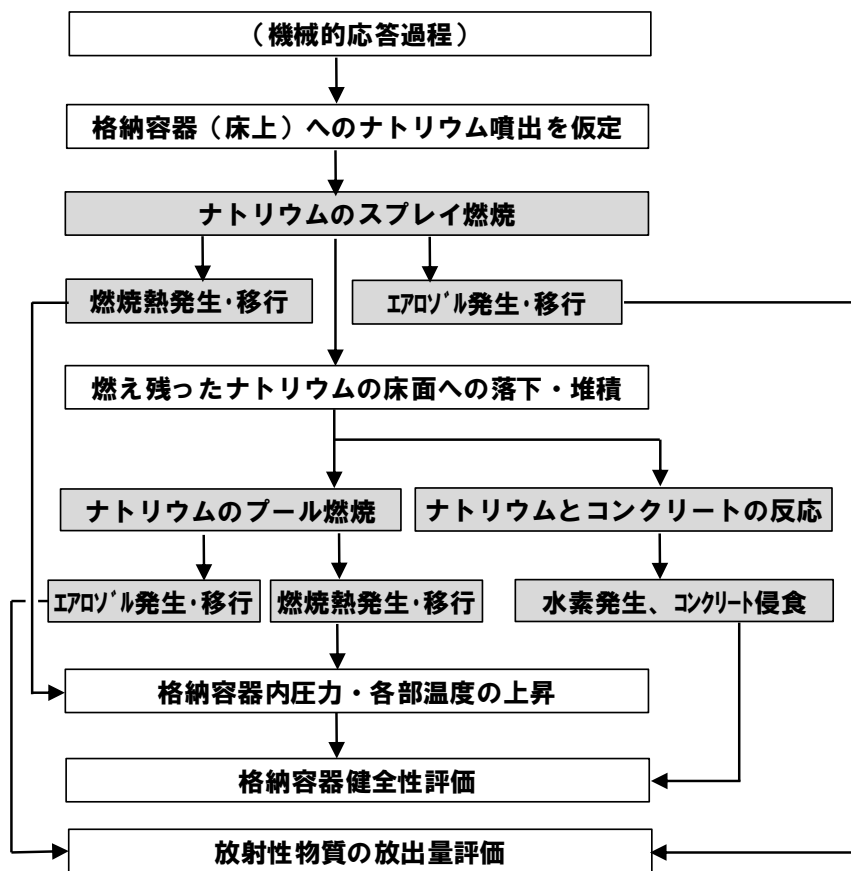 （機械的応答過程）
格納容器（床上）へのナトリウム噴出を仮定
ナトリウムのスプレイ燃焼
燃焼熱発生・移行
ｴｱﾛｿﾞﾙ発生・移行
燃え残ったナトリウムの床面への落下・堆積
ナトリウムのプール燃焼
ナトリウムとコンクリートの反応
ｴｱﾛｿﾞﾙ発生・移行
燃焼熱発生・移行
水素発生、ｺﾝｸﾘｰﾄ侵食
格納容器内圧力・各部温度の上昇
格納容器健全性評価
放射性物質の放出量評価